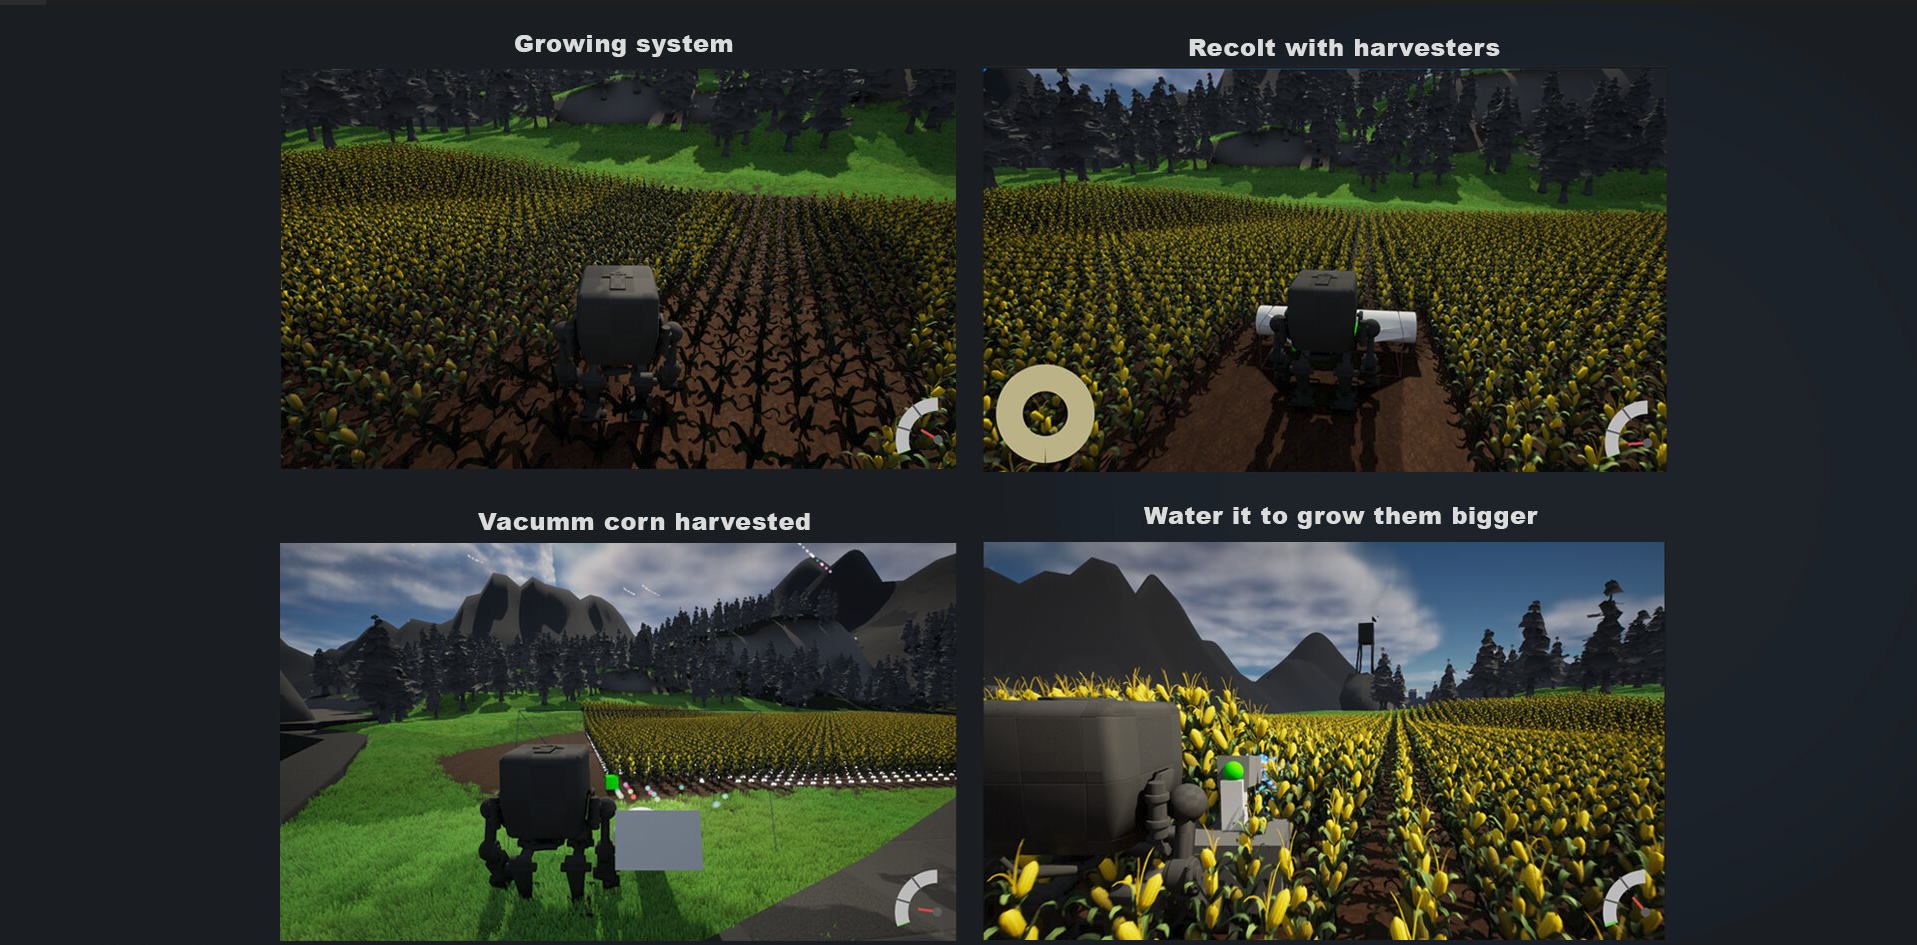 Growing system
Recolt with harvesters
Vacumm corn harvested
Water it to grow them bigger